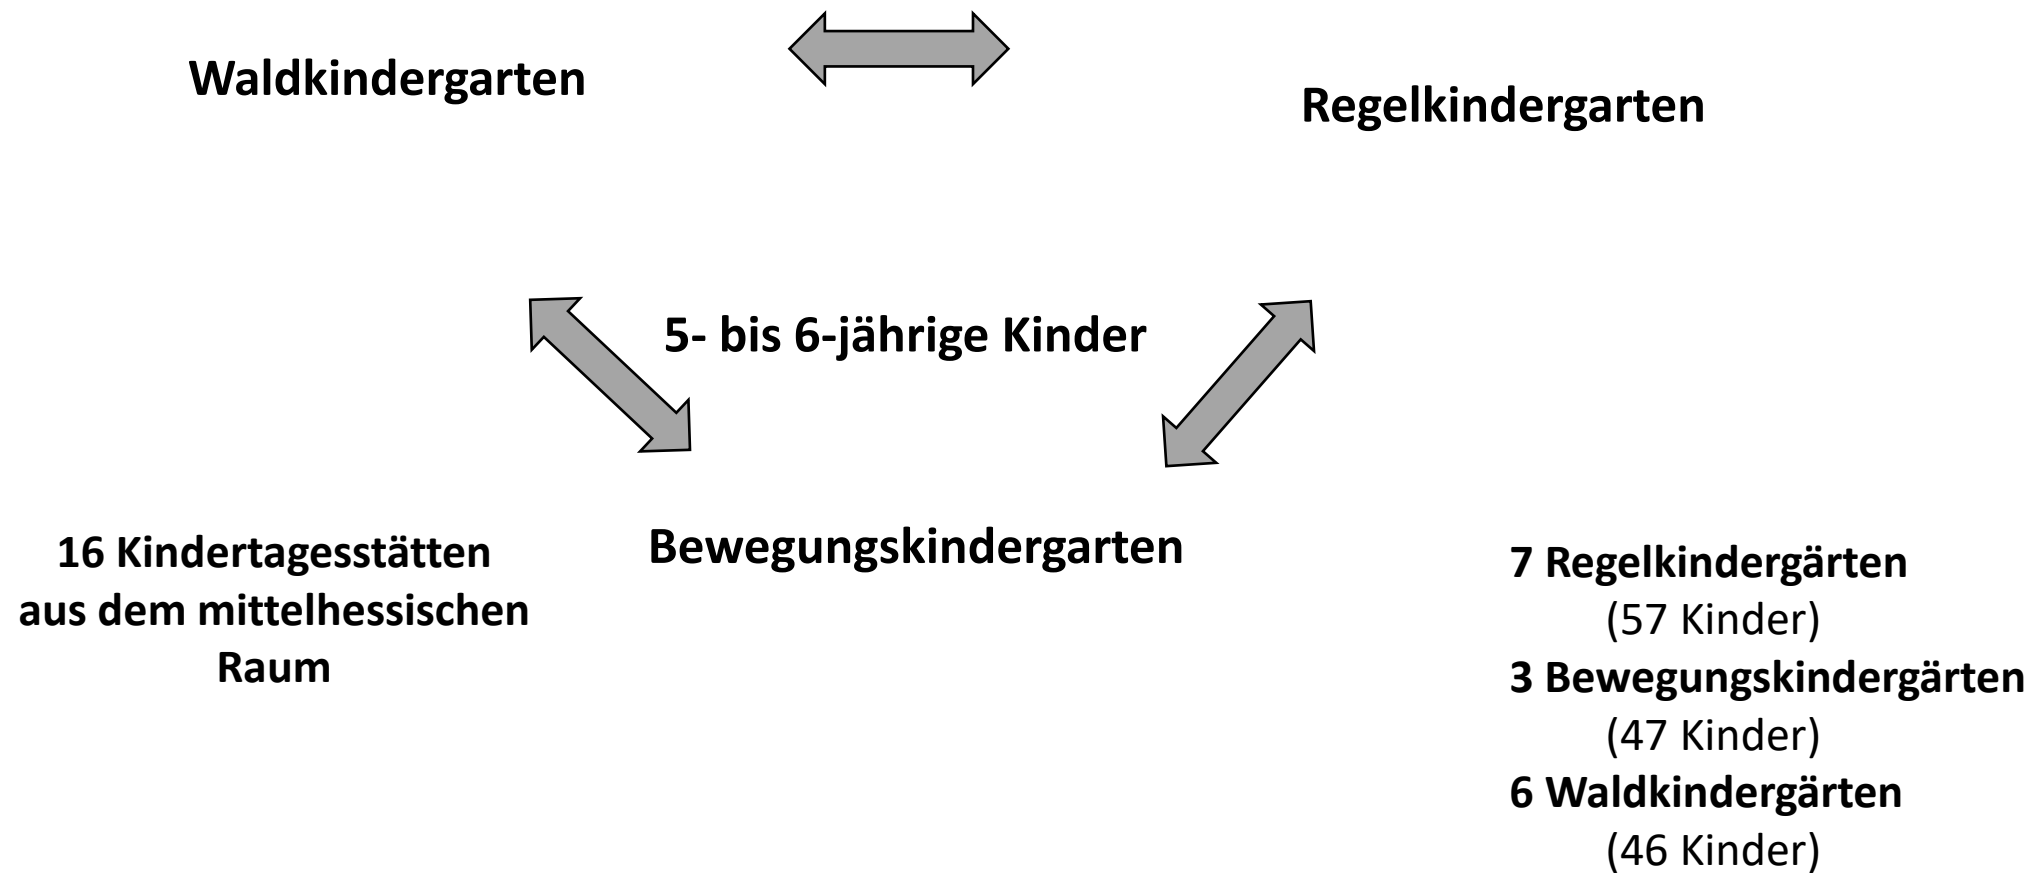 Waldkindergarten
Regelkindergarten
5- bis 6-jährige Kinder
Bewegungskindergarten
16 Kindertagesstätten
aus dem mittelhessischen
Raum
7 Regelkindergärten
(57 Kinder)
3 Bewegungskindergärten
(47 Kinder)
6 Waldkindergärten
(46 Kinder)